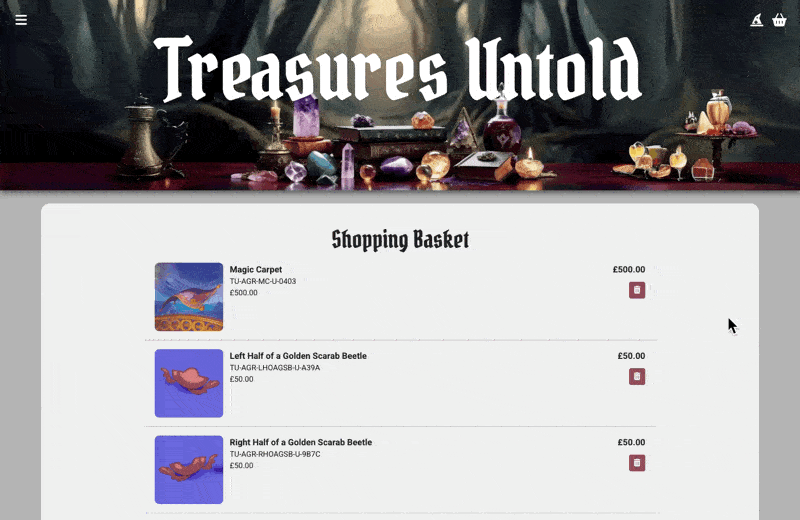 Treasures Untold
Shopping Basket
Magic Carpet
£500.00
TU-AGR-MC-U-0403
£500.00
Left Half of a Golden Scarab Beetle
£50.00
TU-AGR-LHOAGSB-U-A39A
£50.00
Right Half of a Golden Scarab Beetle
£50.00
TU-AGR-RHOAGSB-U-9B7C
£50.00